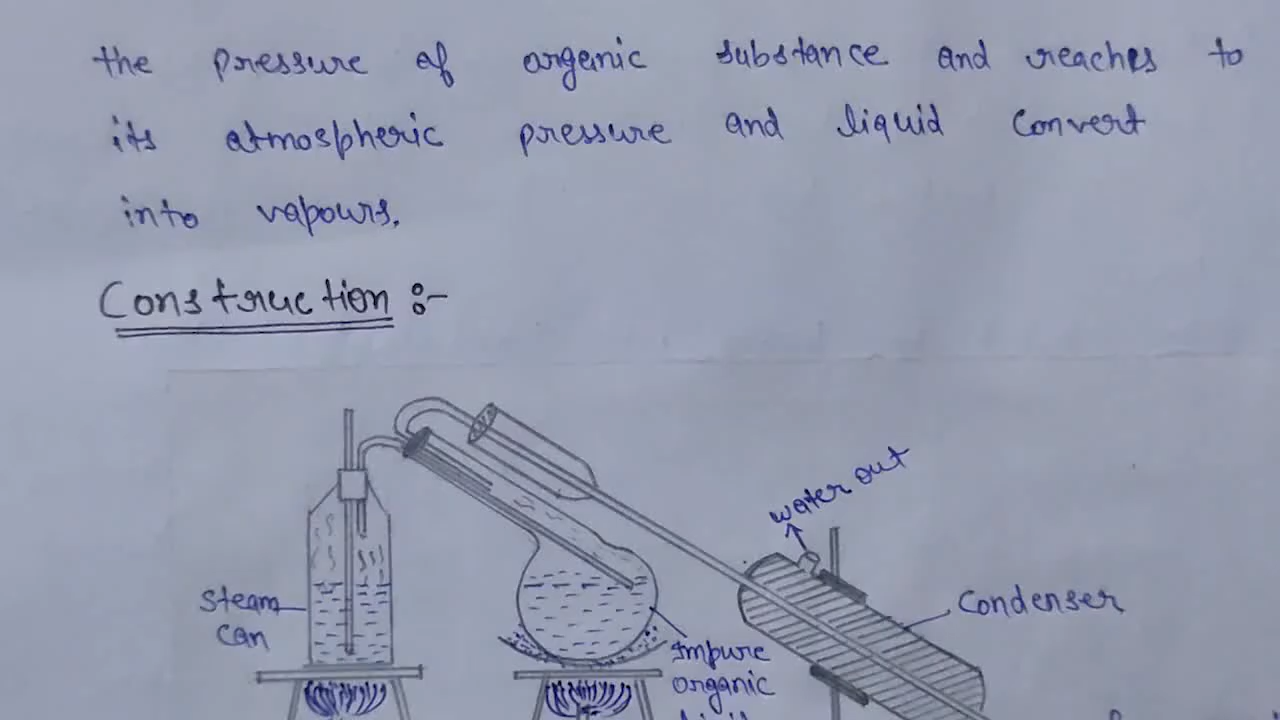 the pressure of organic substance and reaches to
its atmospheric pressure and liquid convert
into vapours.
Construction :-
water out
Steam
can
Condenser
Impure
organic